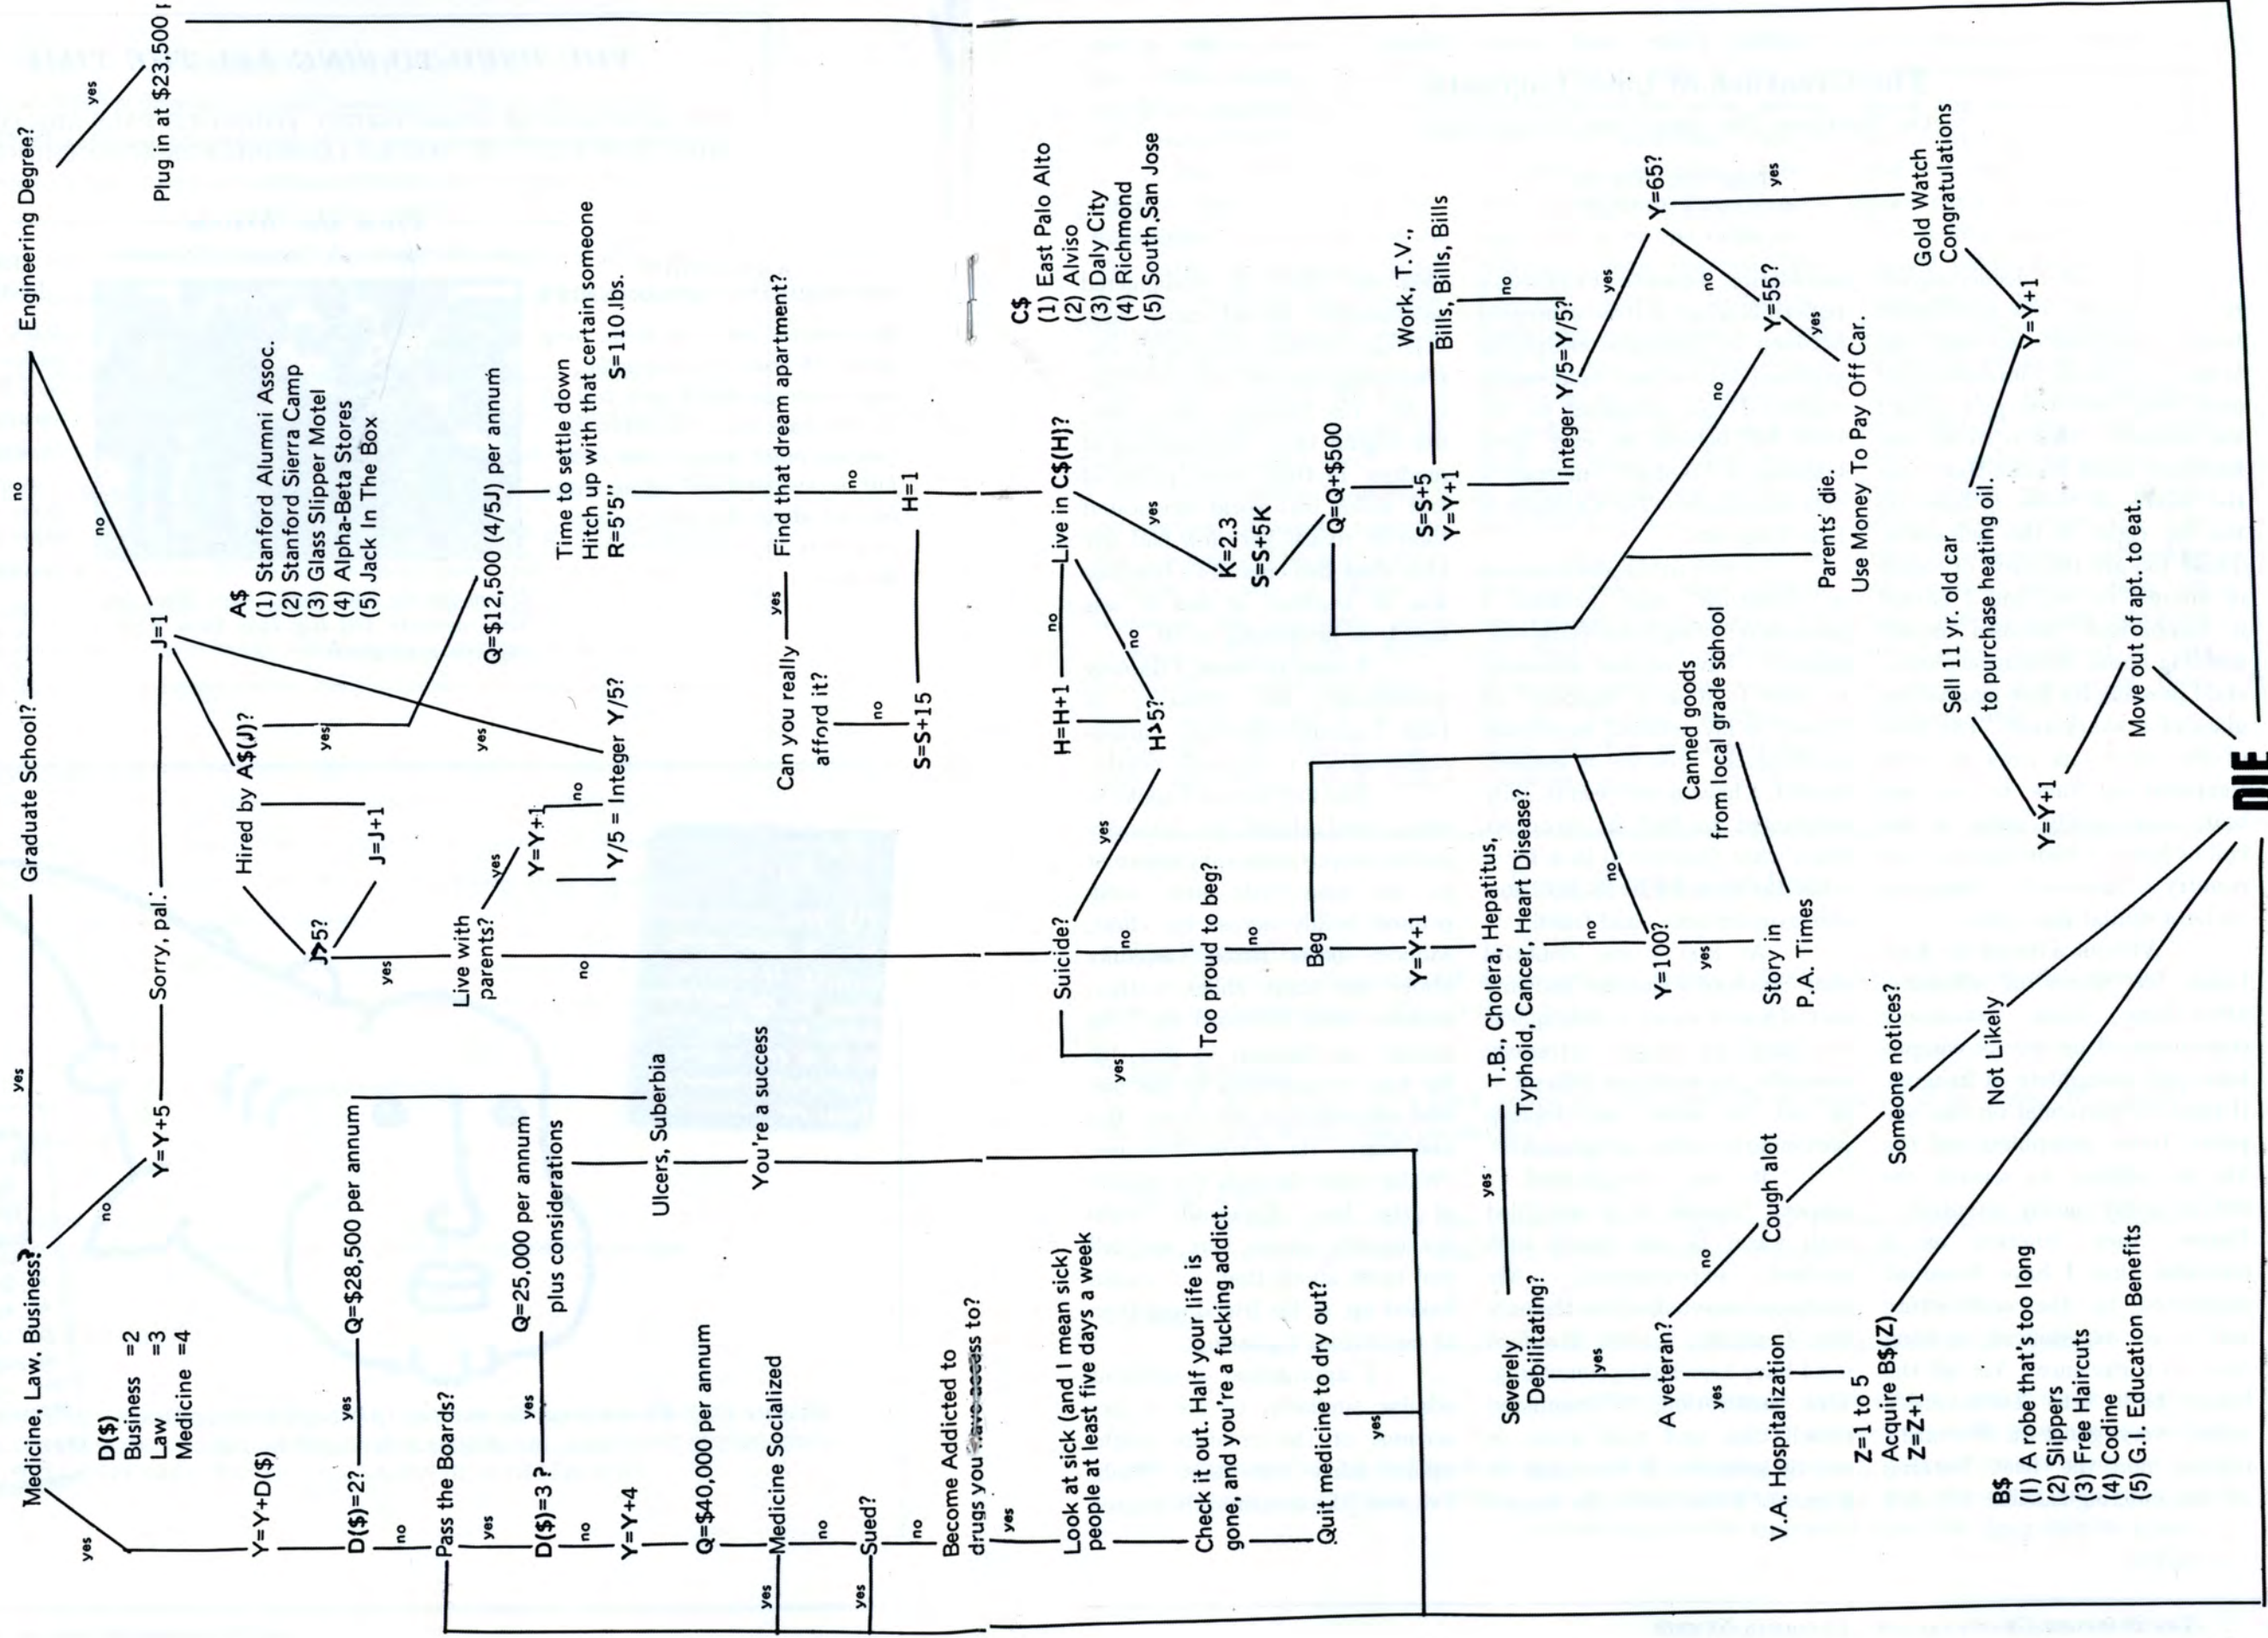 Medicine, Law, Business?
yes
Graduate School?
no
Engineering Degree?
yes
Plug in at $23,500
no
no
yes
D($)
Business =2
Law =3
Medicine =4
Y=Y+5
Sorry, pal.
J=1
Y=Y+D($)
Hired by A$(J)?
A$
(1) Stanford Alumni Assoc.
(2) Stanford Sierra Camp
(3) Glass Slipper Motel
(4) Alpha-Beta Stores
(5) Jack In The Box
yes
J>5?
J=J+1
D($)=2?
yes
Q=$28,500 per annum
no
yes
Pass the Boards?
Live with
parents?
yes
yes
Q=$12,500 (4/5J) per annum
yes
Y=Y+1
no
D($)=3 ?
yes
Q=25,000 per annum
plus considerations
no
no
Y/5 = Integer Y/5?
Time to settle down
Hitch up with that certain someone
R=5'5" S=110 lbs.
Y=Y+4
Ulcers, Suberbia
Q=$40,000 per annum
Medicine Socialized
yes
You're a success
Can you really
afford it?
yes
Find that dream apartment?
no
no
no
Sued?
yes
S=S+15
H=1
no
Become Addicted to
drugs you have access to?
yes
C$
(1) East Palo Alto
(2) Alviso
(3) Daly City
(4) Richmond
(5) South San Jose
Look at sick (and I mean sick)
people at least five days a week
Suicide?
H=H+1
no
Live in C$(H)?
yes
no
yes
no
yes
H>5?
Check it out. Half your life is
gone, and you're a fucking addict.
Too proud to beg?
no
K=2.3
S=S+5K
Quit medicine to dry out?
yes
Beg
Q=Q+$500
Y=Y+1
S=S+5
Y=Y+1
Work, T.V.,
Bills, Bills, Bills
no
Severely
Debilitating?
yes
T.B., Cholera, Hepatitus,
Typhoid, Cancer, Heart Disease?
Integer Y/5=Y/5?
yes
yes
no
no
A veteran?
Y=100?
Y=65?
no
no
yes
no
yes
Canned goods
from local grade school
Y=55?
yes
yes
V.A. Hospitalization
Cough alot
Story in
P.A. Times
Parents die.
Use Money To Pay Off Car.
Z=1 to 5
Acquire B$(Z)
Z=Z+1
Someone notices?
Gold Watch
Congratulations
Sell 11 yr. old car
to purchase heating oil.
Not Likely
B$
(1) A robe that's too long
(2) Slippers
(3) Free Haircuts
(4) Codine
(5) G.I. Education Benefits
Y=Y+1
Y=Y+1
Move out of apt. to eat.
DIE